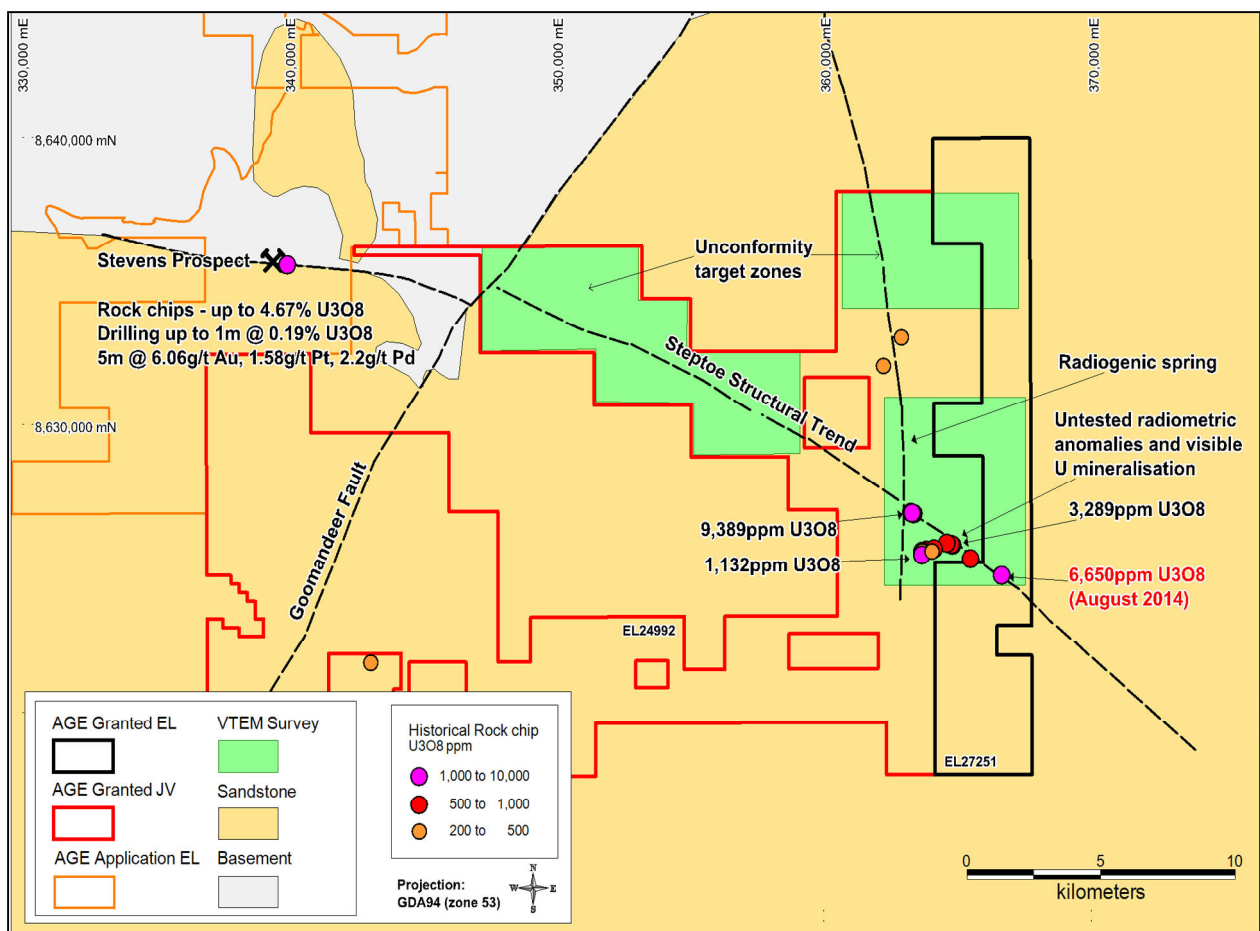 330,000 mE
340,000 mE
350,000 mE
360,000 mE
370,000 mE
8,640,000 mN
8,630,000 mN
Stevens Prospect
Rock chips - up to 4.67% U3O8
Drilling up to 1m @ 0.19% U3O8
5m @ 6.06g/t Au, 1.58g/t Pt, 2.2g/t Pd
Unconformity
target zones
Steptoe Structural Trend
Goomandeer Fault
Radiogenic spring
Untested radiometric
anomalies and visible
U mineralisation
9,389ppm U3O8
3,289ppm U3O8
1,132ppm U3O8
6,650ppm U3O8
(August 2014)
EL24992
EL27251
AGE Granted EL
VTEM Survey
AGE Granted JV
Sandstone
AGE Application EL
Basement
Historical Rock chip
U3O8 ppm
1,000 to 10,000
500 to 1,000
200 to 500
Projection:
GDA94 (zone 53)
N
W E
S
0 5 10
kilometers